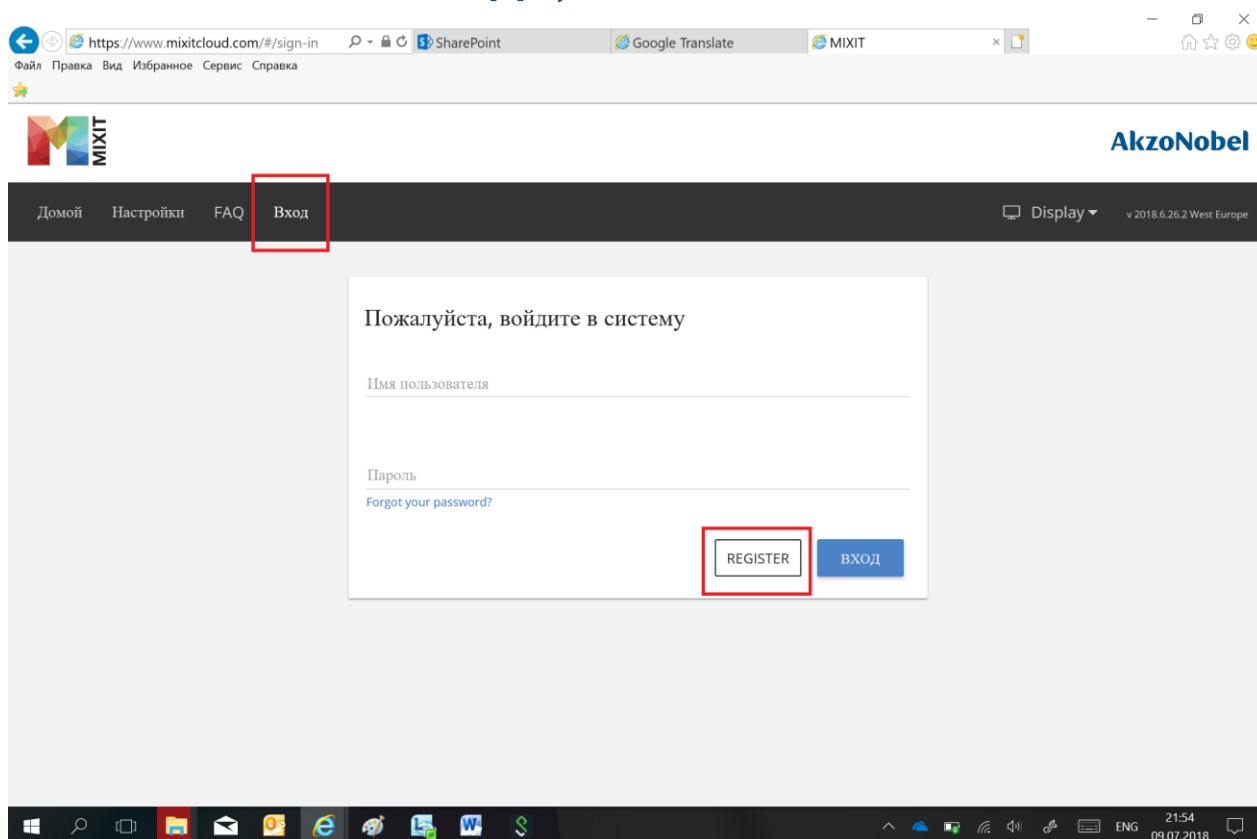 https://www.mixitcloud.com/#/sign-in SharePoint Google Translate MIXIT
Файл Правка Вид Избранное Сервис Справка
MIXIT
AkzoNobel
Домой Настройки FAQ Вход Display v 2018.6.26.2 West Europe
Пожалуйста, войдите в систему
Имя пользователя
Пароль
Forgot your password?
REGISTER ВХОД
ENG 21:54
09.07.2018